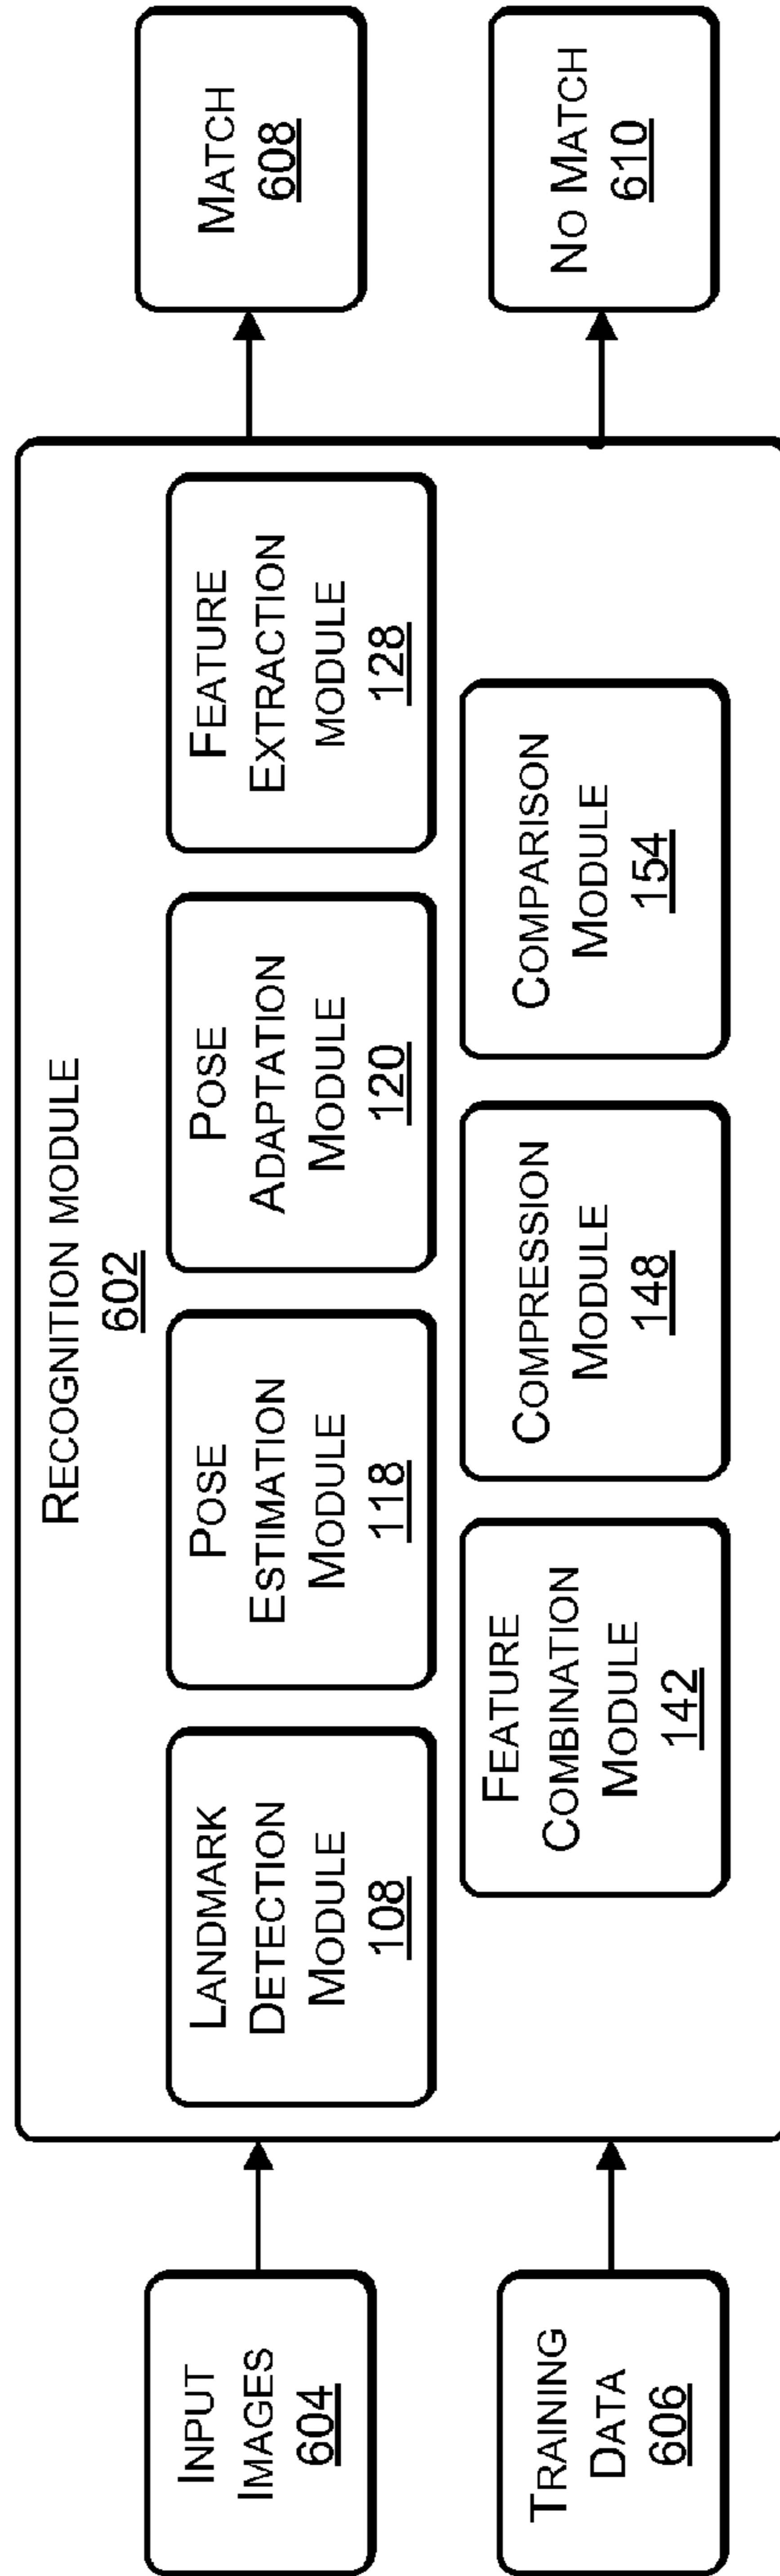 RECOGNITION MODULE
602
INPUT
IMAGES
604
TRAINING
DATA
606
LANDMARK
DETECTION
MODULE
108
POSE
ESTIMATION
MODULE
118
POSE
ADAPTATION
MODULE
120
FEATURE
EXTRACTION
MODULE
128
FEATURE
COMBINATION
MODULE
142
COMPRESSION
MODULE
148
COMPARISON
MODULE
154
MATCH
608
NO MATCH
610